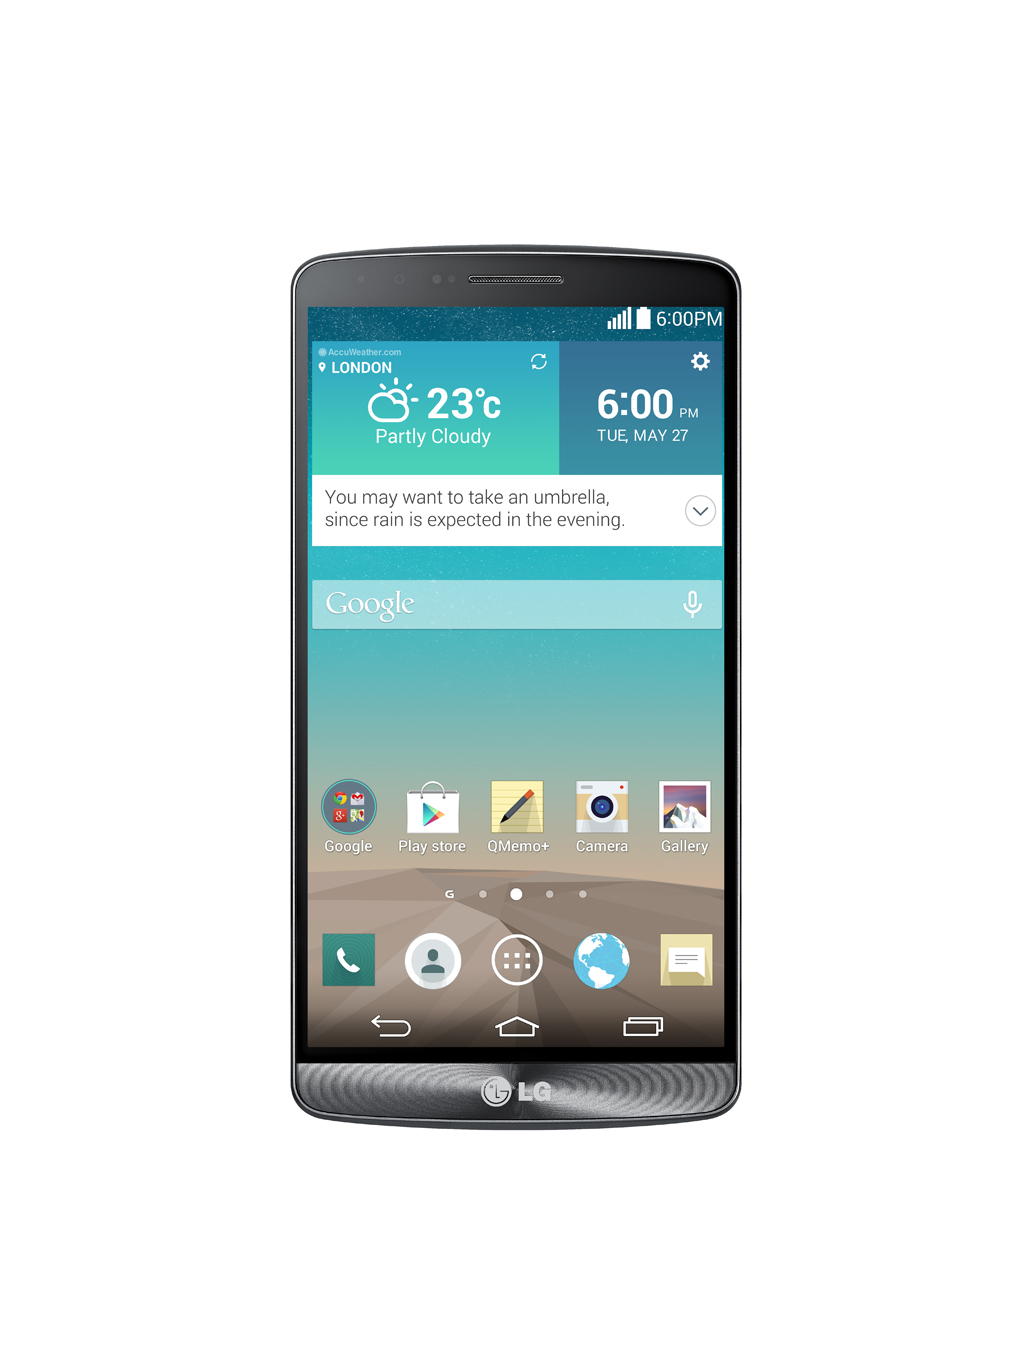 6:00PM
AccuWeather.com
LONDON
23°c
Partly Cloudy
6:00 PM
TUE, MAY 27
You may want to take an umbrella,
since rain is expected in the evening.
Google
Google
Play store
QMemo+
Camera
Gallery
G
LG